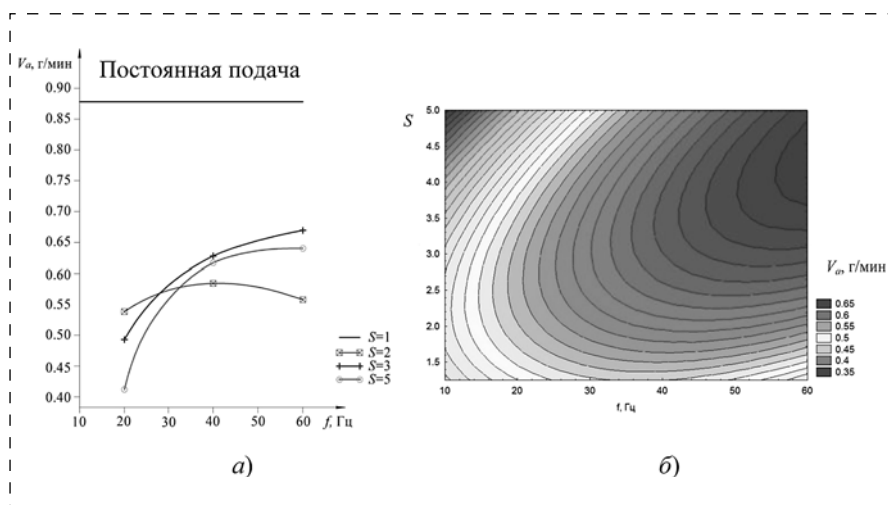 Vₐ, г/мин
Постоянная подача
0.90
0.85
0.80
0.75
0.70
0.65
0.60
0.55
0.50
0.45
0.40
10 20 30 40 50 60 f, Гц
S=1
S=2
S=3
S=5
а)
S
5.0
4.5
4.0
3.5
3.0
2.5
2.0
1.5
10 20 30 40 50 60
f, Гц
Vₐ, г/мин
0.65
0.6
0.55
0.5
0.45
0.4
0.35
б)